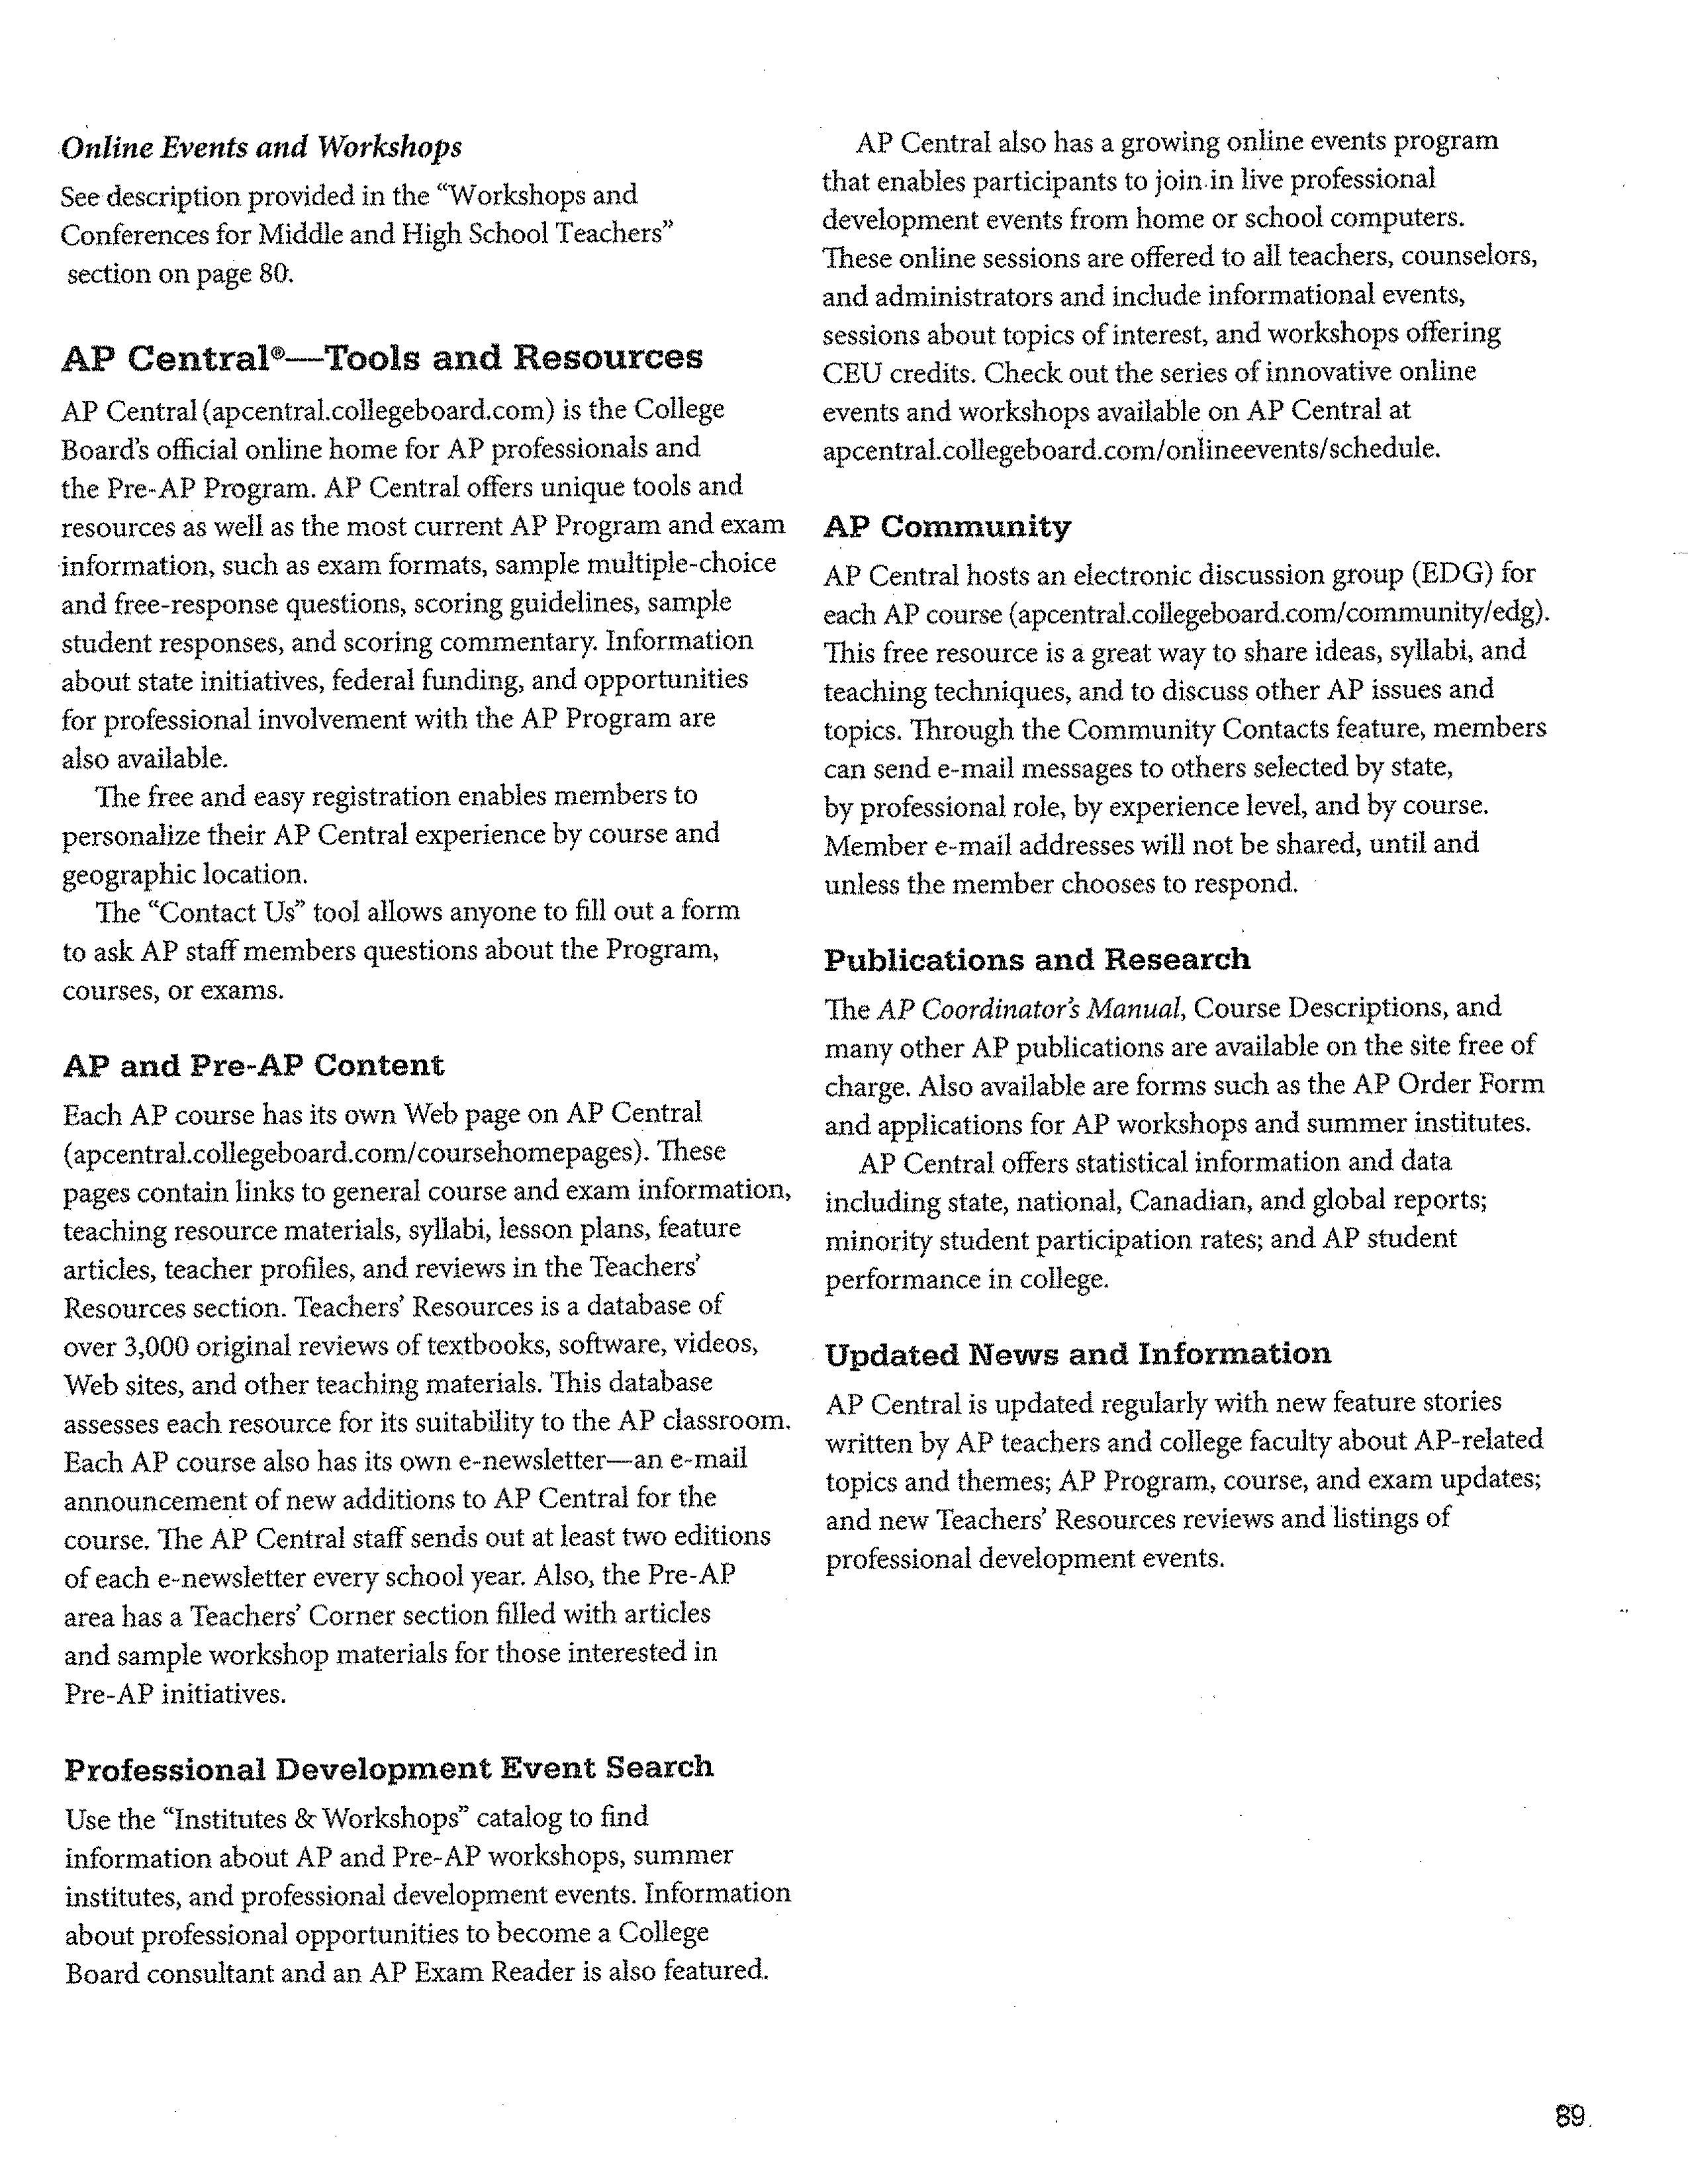 Online Events and Workshops
See description provided in the “Workshops and
Conferences for Middle and High School Teachers”
section on page 80.
AP Central®—Tools and Resources
AP Central (apcentral.collegeboard.com) is the College
Board’s official online home for AP professionals and
the Pre-AP Program. AP Central offers unique tools and
resources as well as the most current AP Program and exam
information, such as exam formats, sample multiple-choice
and free-response questions, scoring guidelines, sample
student responses, and scoring commentary. Information
about state initiatives, federal funding, and opportunities
for professional involvement with the AP Program are
also available.
The free and easy registration enables members to
personalize their AP Central experience by course and
geographic location.
The “Contact Us” tool allows anyone to fill out a form
to ask AP staff members questions about the Program,
courses, or exams.
AP and Pre-AP Content
Each AP course has its own Web page on AP Central
(apcentral.collegeboard.com/coursehomepages). These
pages contain links to general course and exam information,
teaching resource materials, syllabi, lesson plans, feature
articles, teacher profiles, and reviews in the Teachers’
Resources section. Teachers’ Resources is a database of
over 3,000 original reviews of textbooks, software, videos,
Web sites, and other teaching materials. This database
assesses each resource for its suitability to the AP classroom.
Each AP course also has its own e-newsletter—an e-mail
announcement of new additions to AP Central for the
course. The AP Central staff sends out at least two editions
of each e-newsletter every school year. Also, the Pre-AP
area has a Teachers’ Corner section filled with articles
and sample workshop materials for those interested in
Pre-AP initiatives.
Professional Development Event Search
Use the “Institutes & Workshops” catalog to find
information about AP and Pre-AP workshops, summer
institutes, and professional development events. Information
about professional opportunities to become a College
Board consultant and an AP Exam Reader is also featured.
AP Central also has a growing online events program
that enables participants to join in live professional
development events from home or school computers.
These online sessions are offered to all teachers, counselors,
and administrators and include informational events,
sessions about topics of interest, and workshops offering
CEU credits. Check out the series of innovative online
events and workshops available on AP Central at
apcentral.collegeboard.com/onlineevents/schedule.
AP Community
AP Central hosts an electronic discussion group (EDG) for
each AP course (apcentral.collegeboard.com/community/edg).
This free resource is a great way to share ideas, syllabi, and
teaching techniques, and to discuss other AP issues and
topics. Through the Community Contacts feature, members
can send e-mail messages to others selected by state,
by professional role, by experience level, and by course.
Member e-mail addresses will not be shared, until and
unless the member chooses to respond.
Publications and Research
The AP Coordinator’s Manual, Course Descriptions, and
many other AP publications are available on the site free of
charge. Also available are forms such as the AP Order Form
and applications for AP workshops and summer institutes.
AP Central offers statistical information and data
including state, national, Canadian, and global reports;
minority student participation rates; and AP student
performance in college.
Updated News and Information
AP Central is updated regularly with new feature stories
written by AP teachers and college faculty about AP-related
topics and themes; AP Program, course, and exam updates;
and new Teachers’ Resources reviews and listings of
professional development events.
89